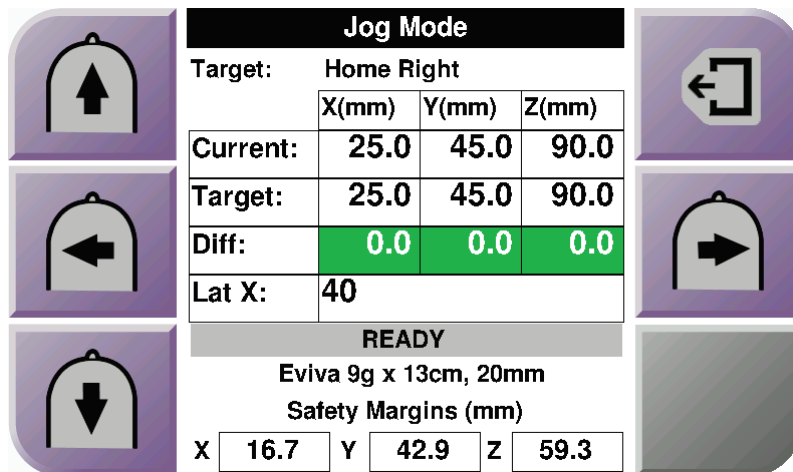 Jog Mode
Target: Home Right
X(mm) Y(mm) Z(mm)
Current: 25.0 45.0 90.0
Target: 25.0 45.0 90.0
Diff: 0.0 0.0 0.0
Lat X: 40
READY
Eviva 9g x 13cm, 20mm
Safety Margins (mm)
X 16.7 Y 42.9 Z 59.3